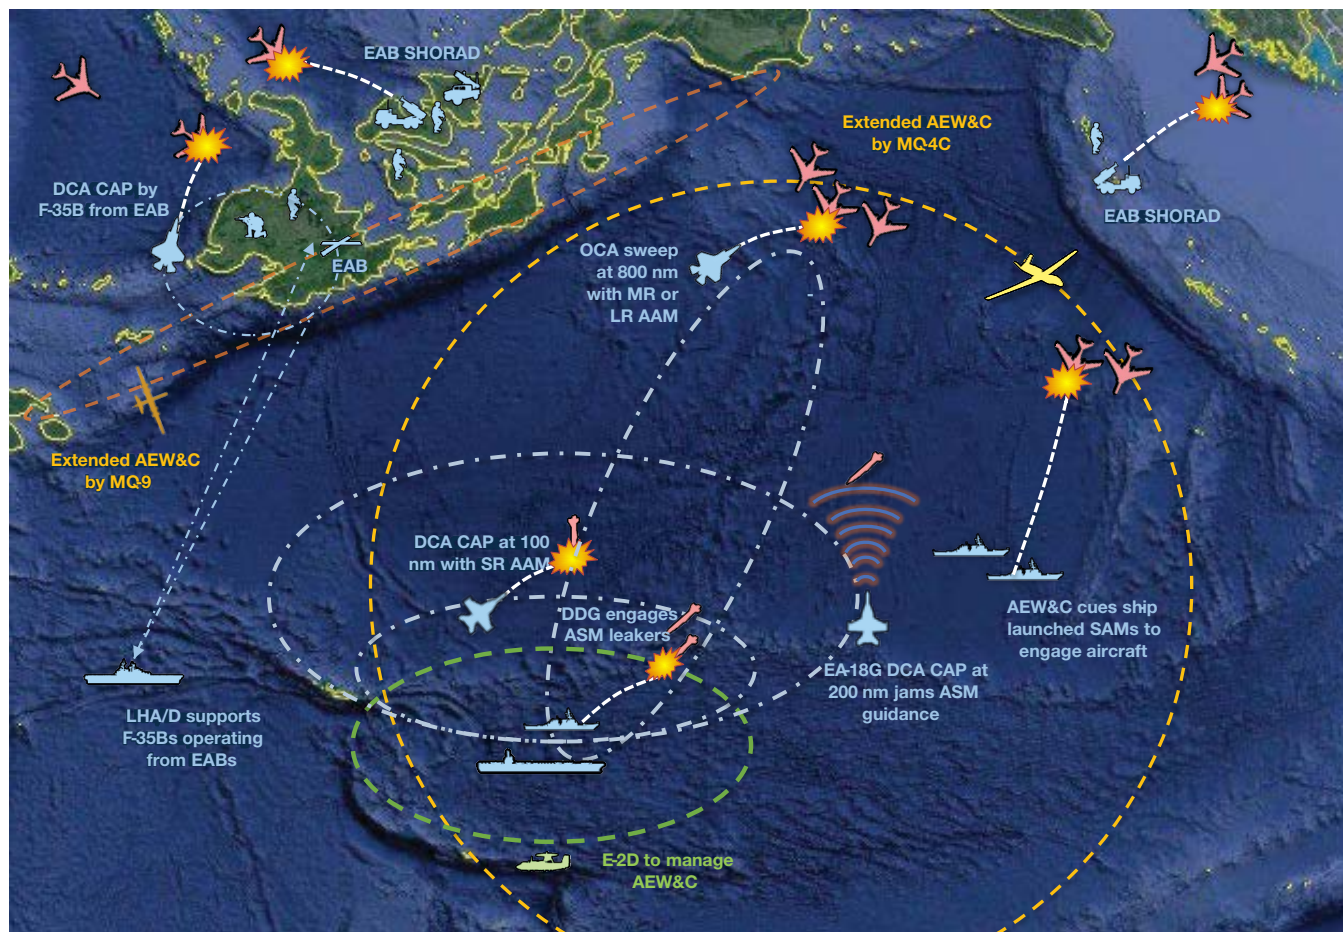 EAB SHORAD
Extended AEW&C
by MQ-4C
DCA CAP by
F-35B from EAB
EAB SHORAD
EAB
OCA sweep
at 800 nm
with MR or
LR AAM
Extended AEW&C
by MQ-9
DCA CAP at 100
nm with SR AAM
DDG engages
ASM leakers
AEW&C cues ship
launched SAMs to
engage aircraft
EA-18G DCA CAP at
200 nm jams ASM
guidance
LHA/D supports
F-35Bs operating
from EABs
E-2D to manage
AEW&C